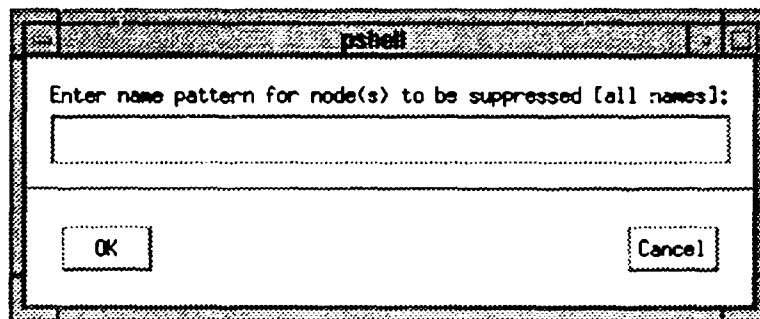 pshell
Enter name pattern for node(s) to be suppressed [all names]:
OK
Cancel